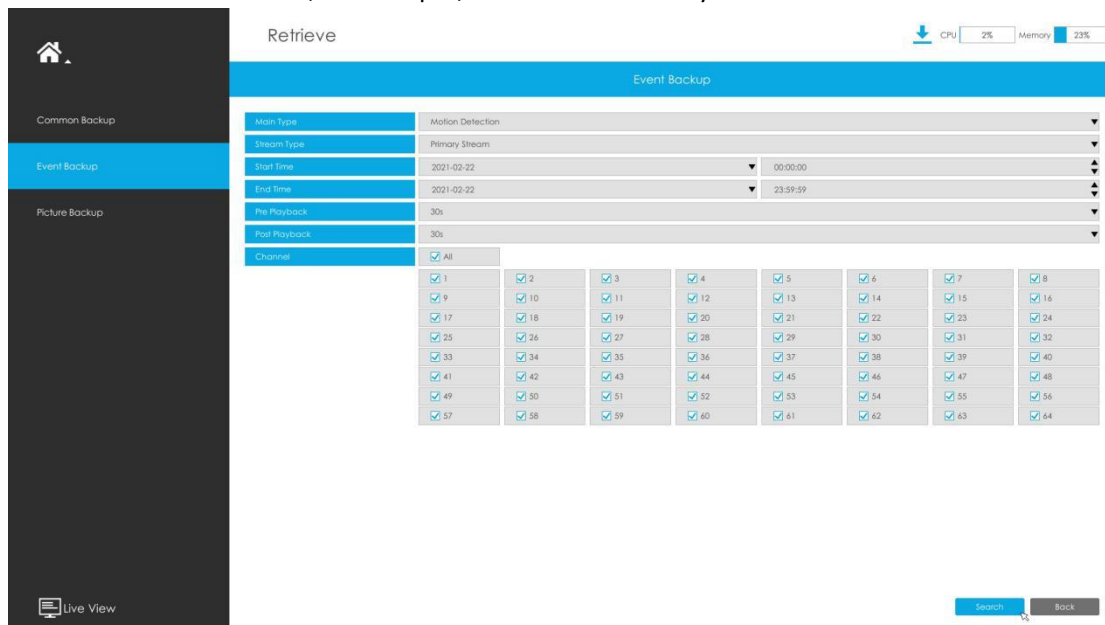 Retrieve
CPU 2% Memory 23%
Event Backup
Common Backup
Event Backup
Picture Backup
Live View
Main Type Motion Detection
Stream Type Primary Stream
Start Time 2021-02-22 00:00:00
End Time 2021-02-22 23:59:59
Pre Playback 30s
Post Playback 30s
Channel All
1 2 3 4 5 6 7 8
9 10 11 12 13 14 15 16
17 18 19 20 21 22 23 24
25 26 27 28 29 30 31 32
33 34 35 36 37 38 39 40
41 42 43 44 45 46 47 48
49 50 51 52 53 54 55 56
57 58 59 60 61 62 63 64
Search Back